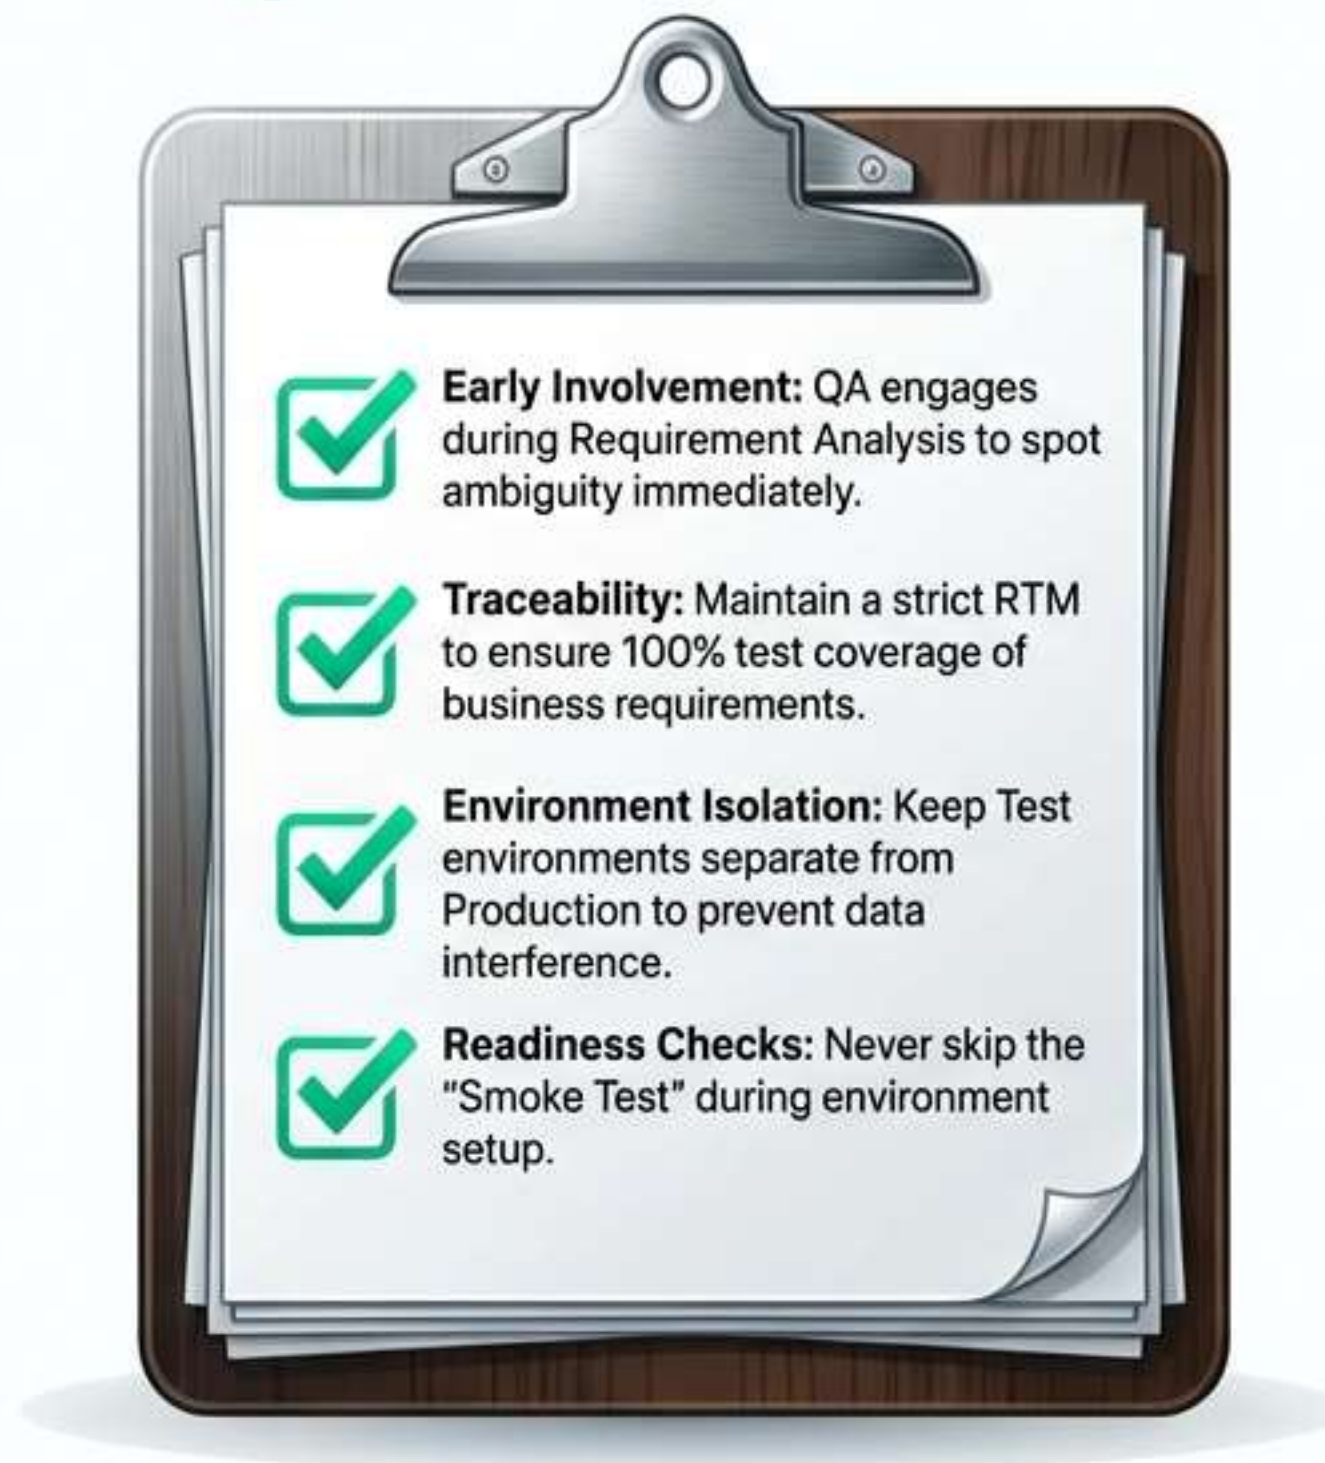 Early Involvement: QA engages
during Requirement Analysis to spot
ambiguity immediately.
Traceability: Maintain a strict RTM
to ensure 100% test coverage of
business requirements.
Environment Isolation: Keep Test
environments separate from
Production to prevent data
interference.
Readiness Checks: Never skip the
"Smoke Test" during environment
setup.